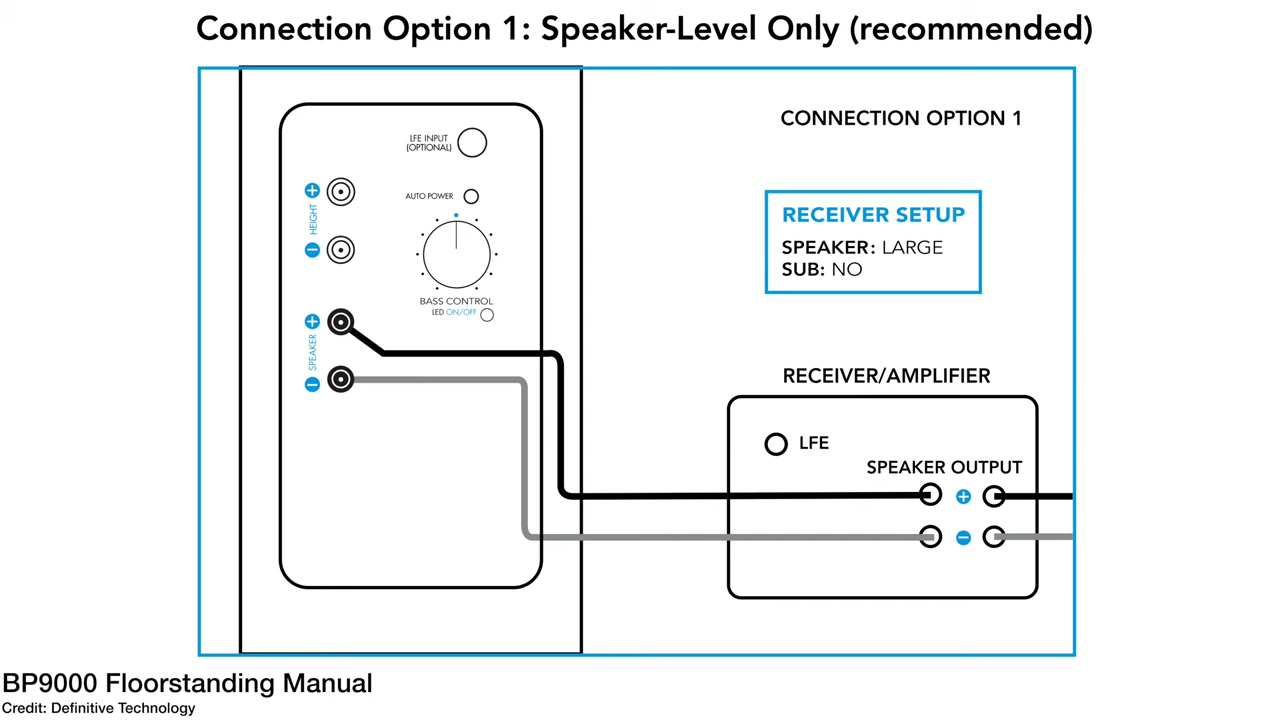 Connection Option 1: Speaker-Level Only (recommended)
CONNECTION OPTION 1
LFE INPUT
(OPTIONAL)
AUTO POWER
+
HEIGHT
−
BASS CONTROL
LED ON/OFF
+
SPEAKER
−
RECEIVER SETUP
SPEAKER: LARGE
SUB: NO
RECEIVER/AMPLIFIER
LFE
SPEAKER OUTPUT
+
−
BP9000 Floorstanding Manual
Credit: Definitive Technology